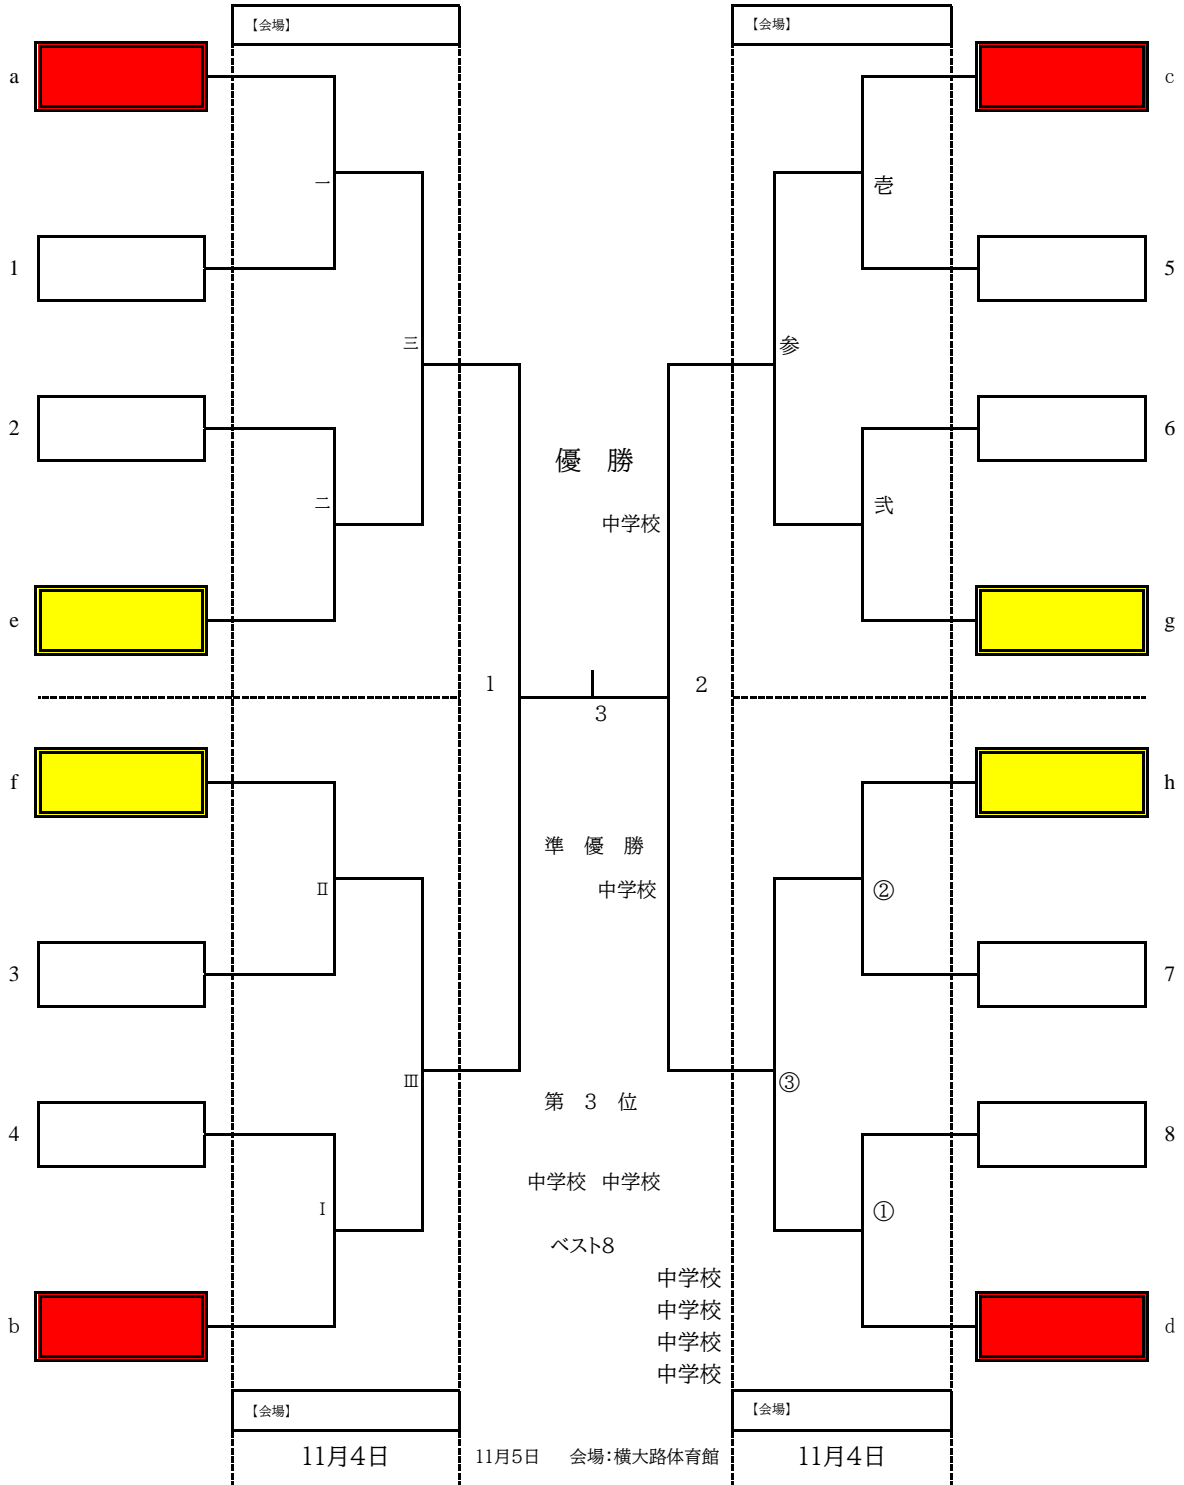 【会場】 【会場】
a c
一 壱
1 5
三 参
2 6
優 勝
二 弐
中学校
e g
1 2
3
f h
準 優 勝
Ⅱ 中学校 ②
3 7
Ⅲ ③
第 3 位
4 8
中学校 中学校
Ⅰ ①
ベスト8
中学校
中学校
b d
中学校
中学校
【会場】 【会場】
11月4日 11月5日 会場:横大路体育館 11月4日